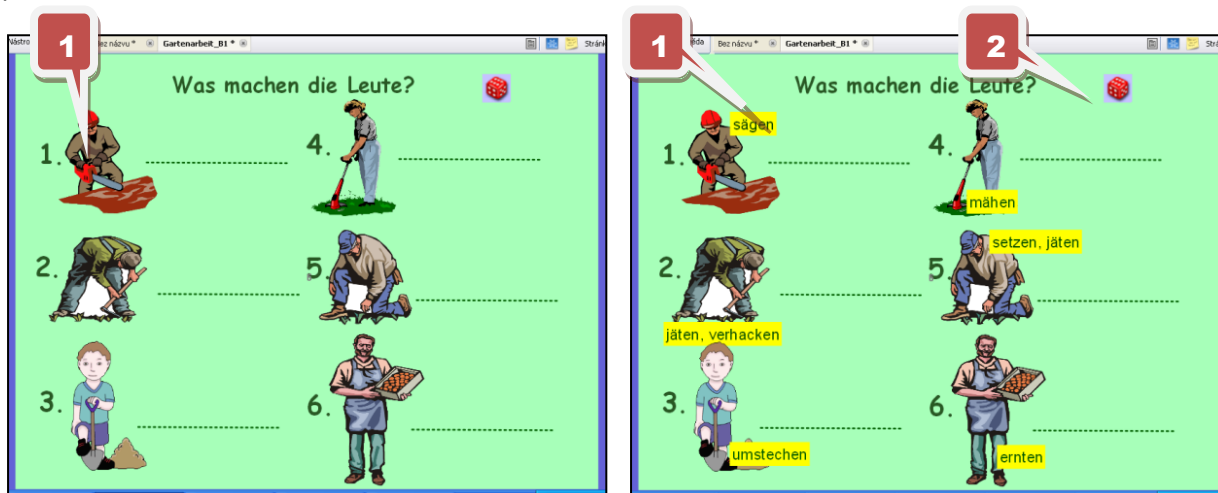 1
Bez názvu *
Gartenarbeit_B1 *
Stránk
Was machen die Leute?
1.
4.
2.
5.
3.
6.
1
2
Bez názvu *
Gartenarbeit_B1 *
Was machen die Leute?
sägen
1.
4.
mähen
setzen, jäten
2.
5.
jäten, verhacken
3.
6.
umstechen
ernten